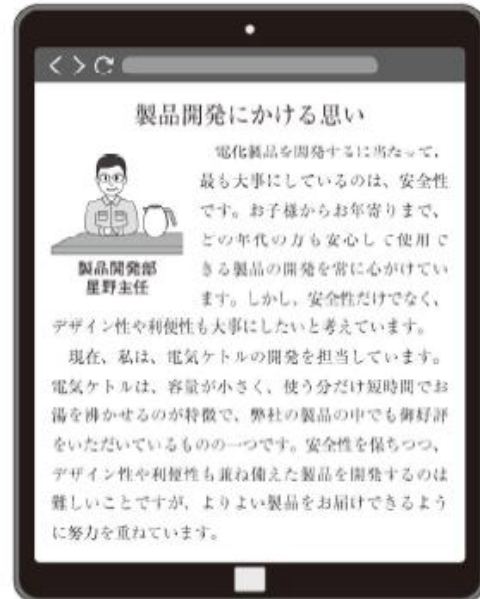 製品開発にかける思い
電化製品を開発するに当たって、
最も大事にしているのは、安全性
です。お子様からお年寄りまで、
どの年代の方も安心して使用で
きる製品の開発を常に心がけてい
ます。しかし、安全性だけでなく、
製品開発部
星野主任
デザイン性や利便性も大事にしたいと考えています。
現在、私は、電気ケトルの開発を担当しています。
電気ケトルは、容量が小さく、使う分だけ短時間でお
湯を沸かせるのが特徴で、弊社の製品の中でも御好評
をいただいているものの一つです。安全性を保ちつつ、
デザイン性や利便性も兼ね備えた製品を開発するのは
難しいことですが、よりよい製品をお届けできるよう
に努力を重ねています。